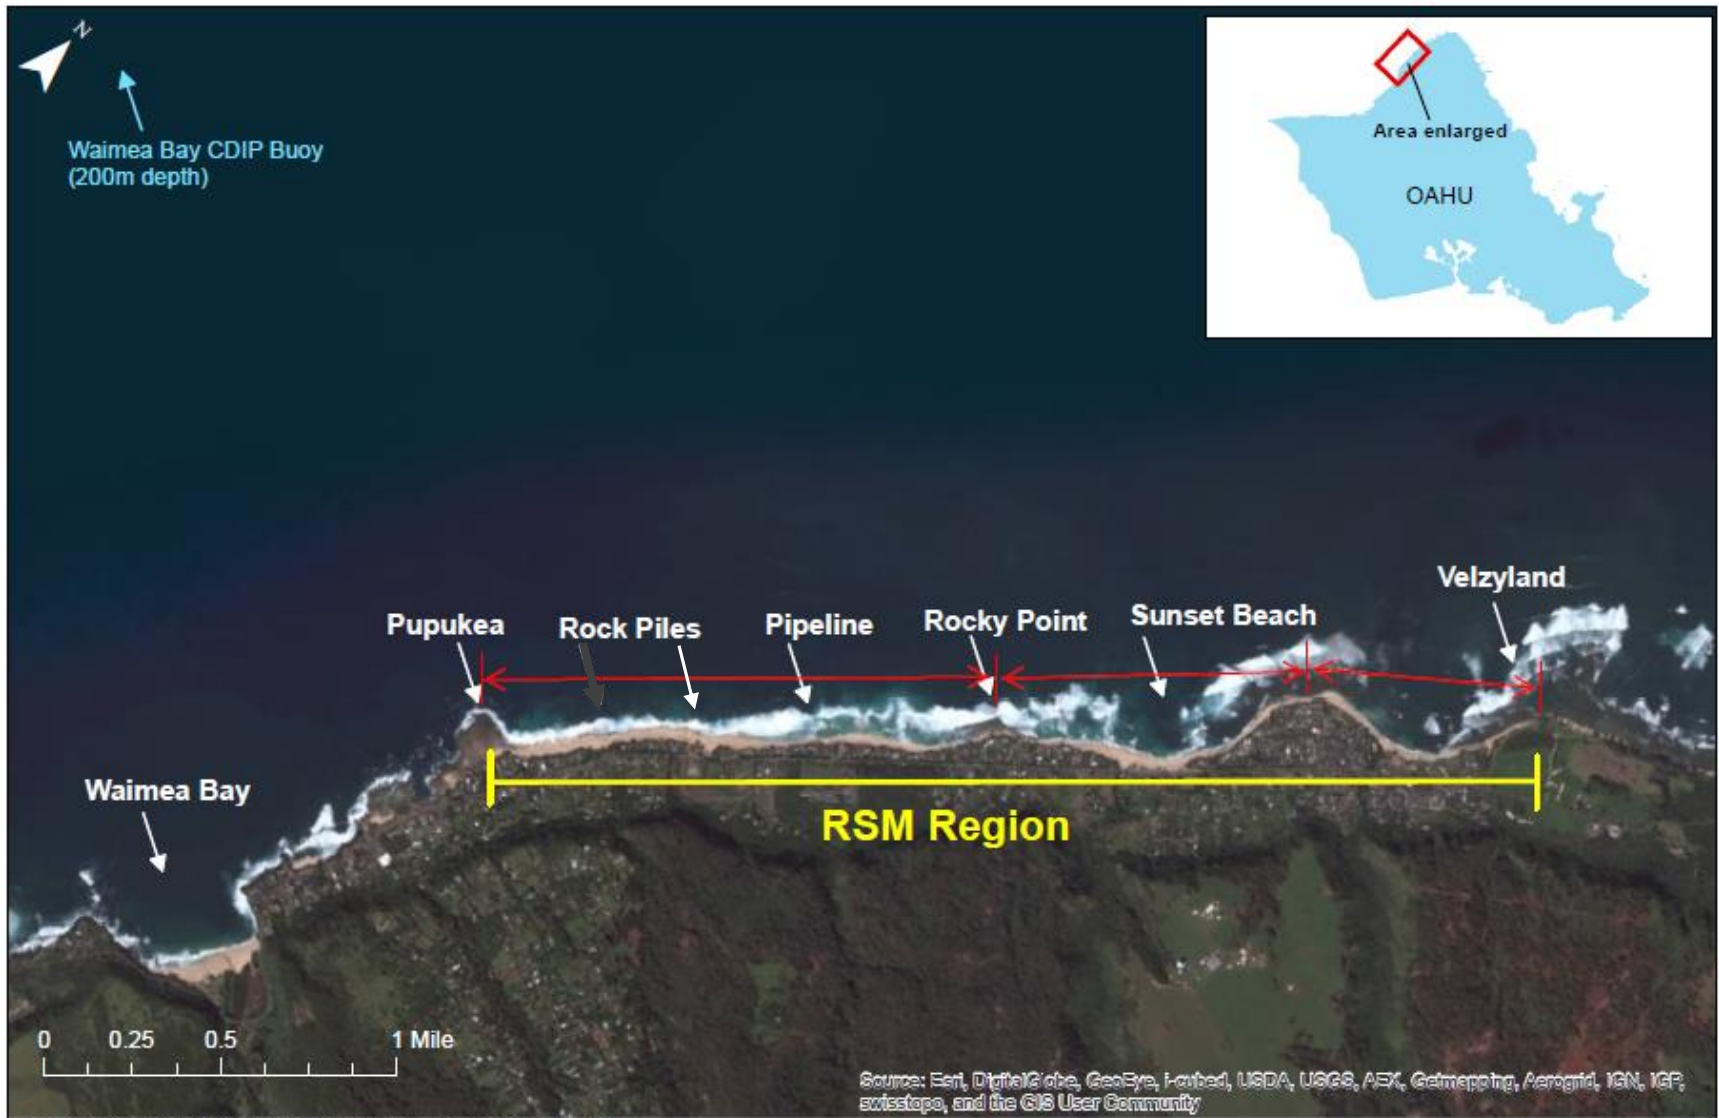 N
Waimea Bay CDIP Buoy
(200m depth)
Area enlarged
OAHU
Velzyland
Pupukea
Rock Piles
Pipeline
Rocky Point
Sunset Beach
Waimea Bay
RSM Region
0 0.25 0.5 1 Mile
Source: Esri, DigitalGlobe, GeoEye, i-cubed, USDA, USGS, AEX, Getmapping, Aerogrid, IGN, IGP,
swisstopo, and the GIS User Community